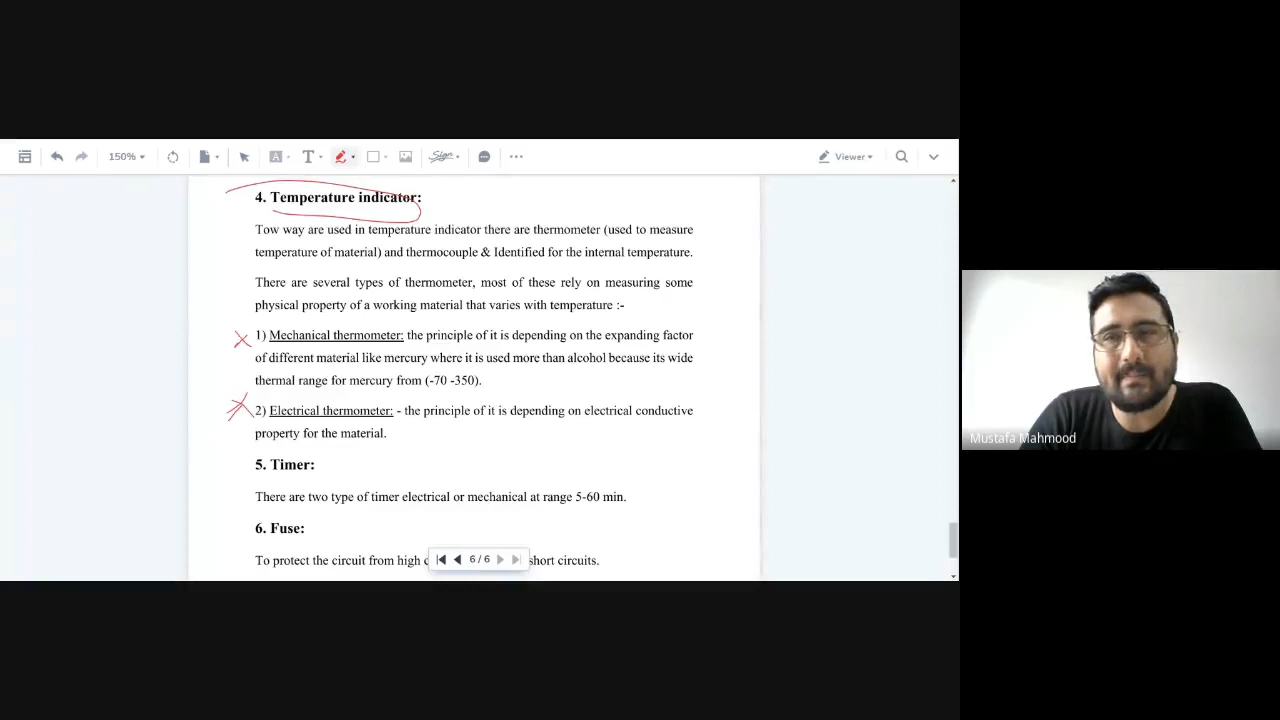 150%
T
Sign
Viewer
4. Temperature indicator:
Tow way are used in temperature indicator there are thermometer (used to measure
temperature of material) and thermocouple & Identified for the internal temperature.
There are several types of thermometer, most of these rely on measuring some
physical property of a working material that varies with temperature :-
1) Mechanical thermometer: the principle of it is depending on the expanding factor
of different material like mercury where it is used more than alcohol because its wide
thermal range for mercury from (-70 -350).
2) Electrical thermometer: - the principle of it is depending on electrical conductive
property for the material.
5. Timer:
There are two type of timer electrical or mechanical at range 5-60 min.
6. Fuse:
To protect the circuit from high short circuits.
6 / 6
Mustafa Mahmood